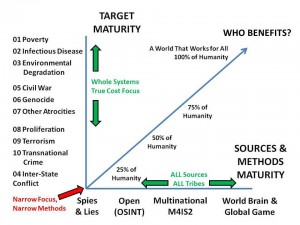 TARGET
MATURITY
WHO BENEFITS?
A World That Works for All
100% of Humanity
01 Poverty
02 Infectious Disease
03 Environmental
Degradation
05 Civil War
06 Genocide
07 Other Atrocities
08 Proliferation
09 Terrorism
10 Transnational
Crime
04 Inter-State
Conflict
Whole Systems
True Cost Focus
75% of
Humanity
50% of
Humanity
25% of
Humanity
SOURCES &
METHODS
MATURITY
ALL Sources
ALL Tribes
Narrow Focus,
Narrow Methods
Spies
& Lies
Open
(OSINT)
Multinational
M4IS2
World Brain &
Global Game